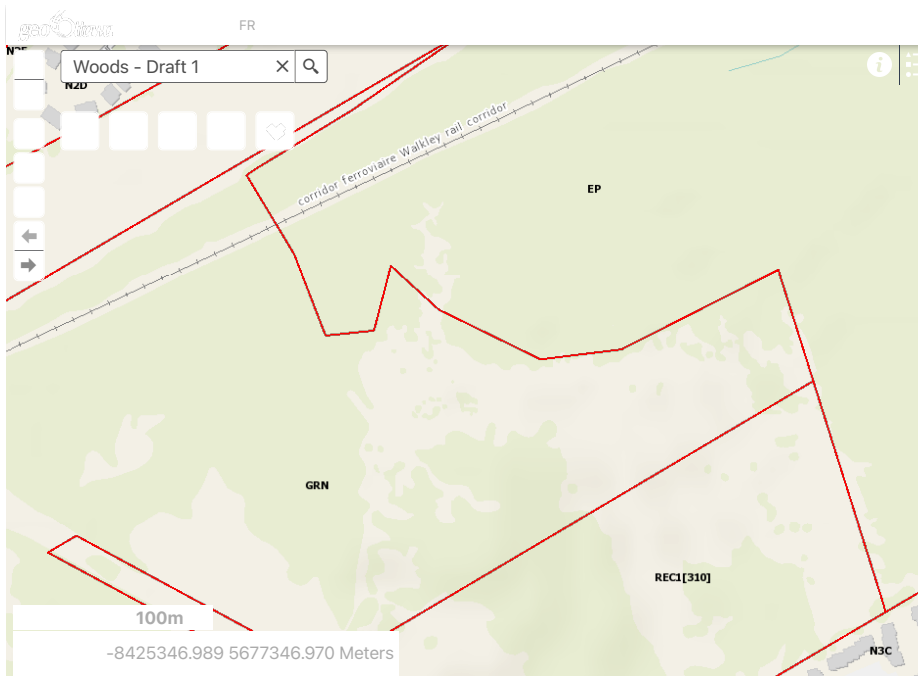 geoOttawa
FR
Woods - Draft 1
N2D
corridor ferroviaire Walkley rail corridor
EP
GRN
REC1[310]
100m
-8425346.989 5677346.970 Meters
N3C